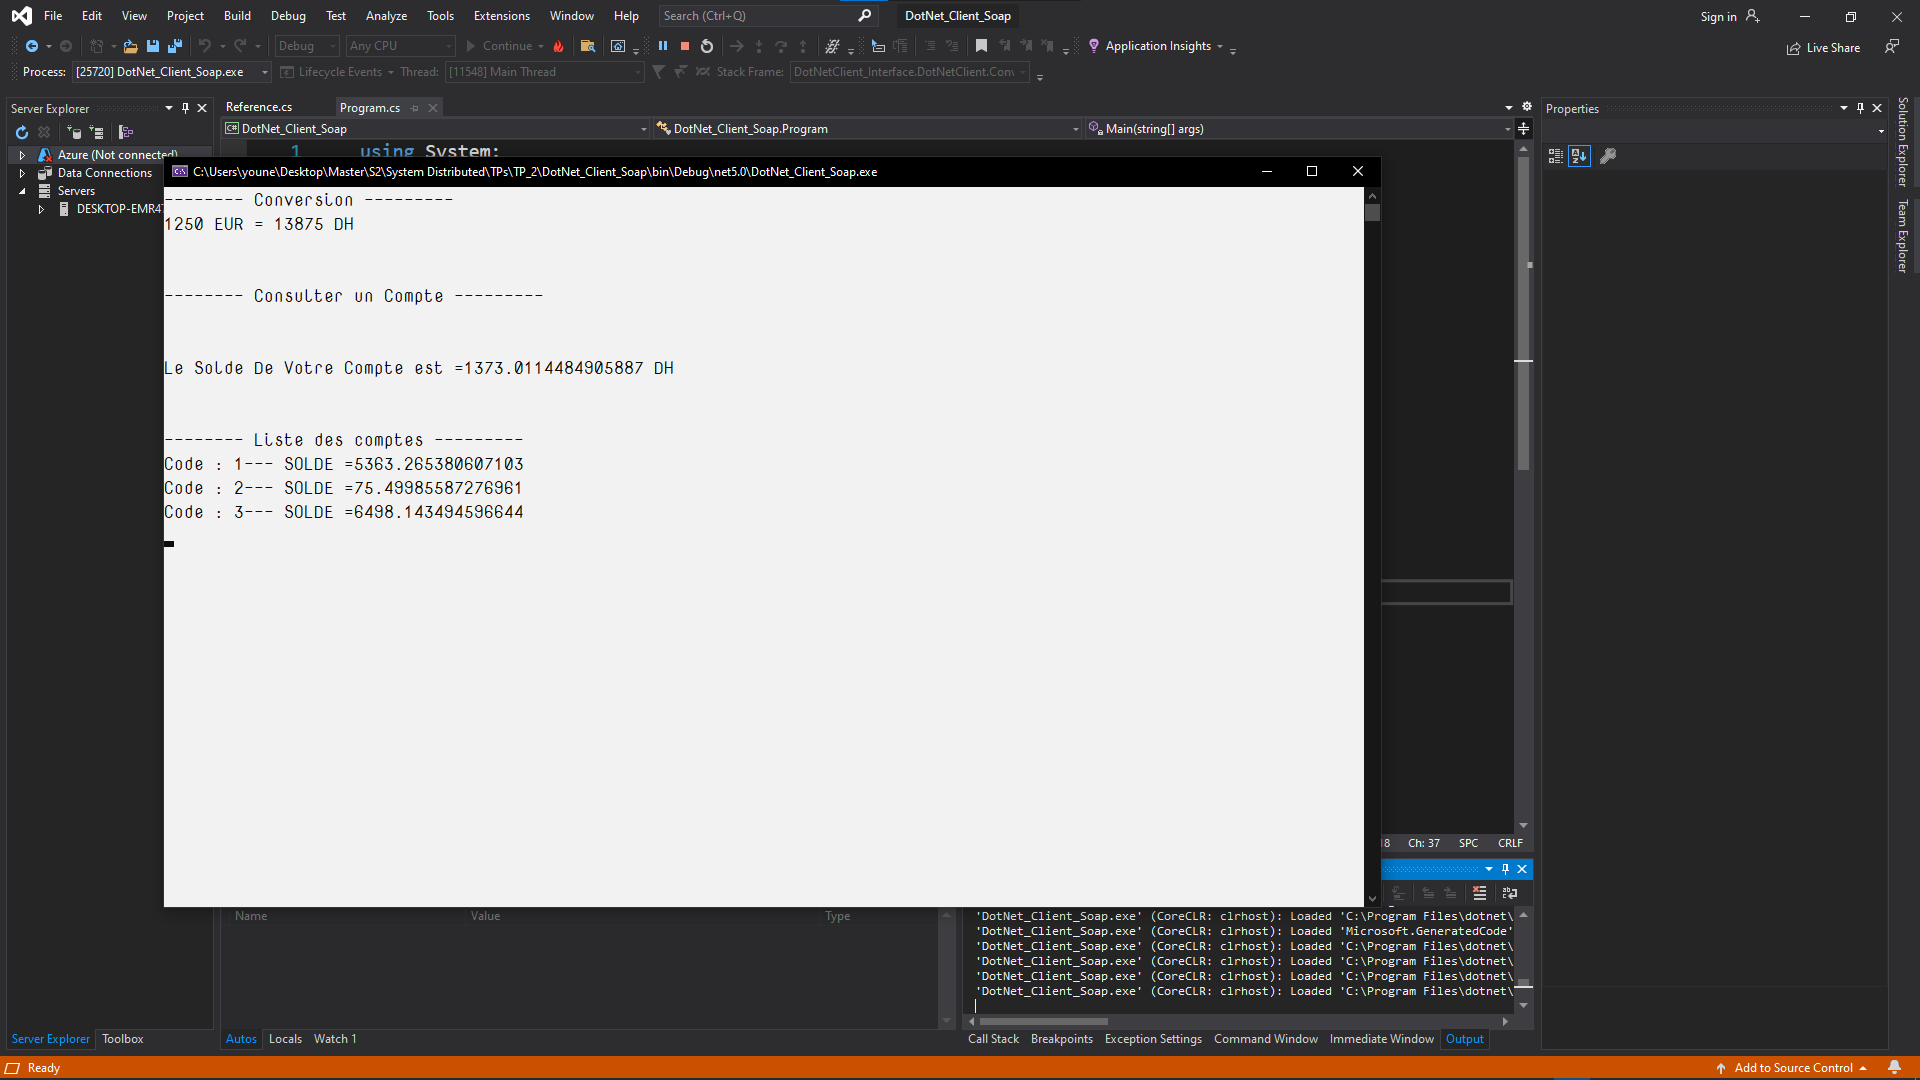 File Edit View Project Build Debug Test Analyze Tools Extensions Window Help Search (Ctrl+Q) DotNet_Client_Soap Sign in
Debug Any CPU Continue Application Insights Live Share
Process: [25720] DotNet_Client_Soap.exe Lifecycle Events Thread: [11548] Main Thread Stack Frame: DotNetClient_Interface.DotNetClient.Conv
Server Explorer
Azure (Not connected)
Data Connections
Servers
DESKTOP-EMR47
Reference.cs Program.cs
DotNet_Client_Soap DotNet_Client_Soap.Program Main(string[] args)
1 using System;
C:\Users\youne\Desktop\Master\S2\System Distributed\TPs\TP_2\DotNet_Client_Soap\bin\Debug\net5.0\DotNet_Client_Soap.exe
-------- Conversion ---------
1250 EUR = 13875 DH
-------- Consulter un Compte ---------
Le Solde De Votre Compte est =1373.0114484905887 DH
-------- Liste des comptes ---------
Code : 1--- SOLDE =5363.265380607103
Code : 2--- SOLDE =75.49985587276961
Code : 3--- SOLDE =6498.143494596644
Properties
Solution Explorer
Team Explorer
18 Ch: 37 SPC CRLF
Name Value Type
'DotNet_Client_Soap.exe' (CoreCLR: clrhost): Loaded 'C:\Program Files\dotnet\
'DotNet_Client_Soap.exe' (CoreCLR: clrhost): Loaded 'Microsoft.GeneratedCode'
'DotNet_Client_Soap.exe' (CoreCLR: clrhost): Loaded 'C:\Program Files\dotnet\
'DotNet_Client_Soap.exe' (CoreCLR: clrhost): Loaded 'C:\Program Files\dotnet\
'DotNet_Client_Soap.exe' (CoreCLR: clrhost): Loaded 'C:\Program Files\dotnet\
'DotNet_Client_Soap.exe' (CoreCLR: clrhost): Loaded 'C:\Program Files\dotnet\
Server Explorer Toolbox Autos Locals Watch 1 Call Stack Breakpoints Exception Settings Command Window Immediate Window Output
Ready Add to Source Control